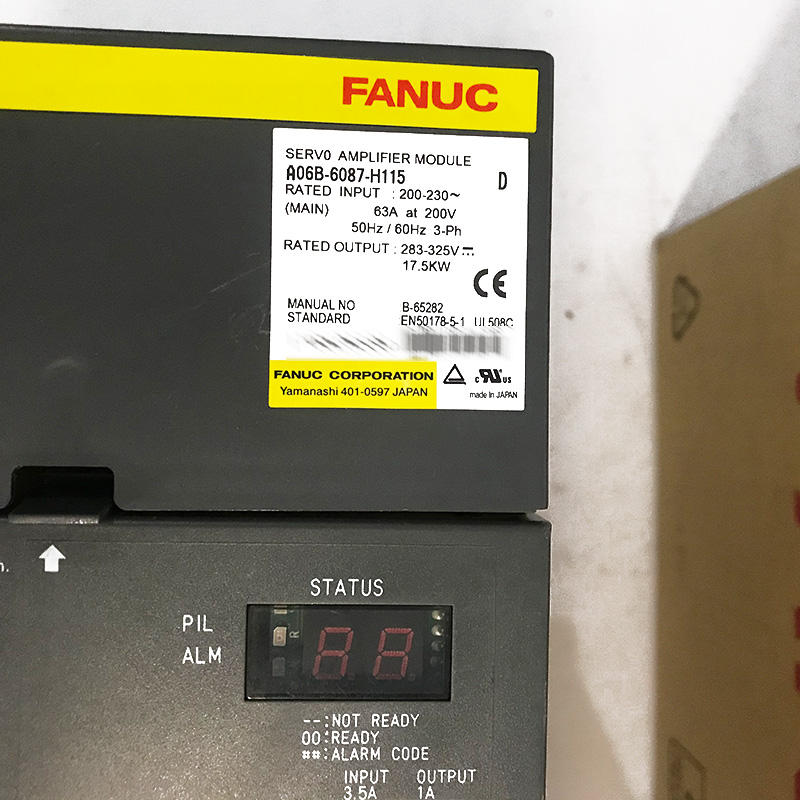 FANUC
SERVO AMPLIFIER MODULE
A06B-6087-H115 D
RATED INPUT : 200-230~
(MAIN) 63A at 200V
50Hz / 60Hz 3-Ph
RATED OUTPUT : 283-325V⎓
17.5KW
CE
MANUAL NO B-65282
STANDARD EN50178-5-1 UL508C
FANUC CORPORATION
Yamanashi 401-0597 JAPAN
c RU US
made In JAPAN
STATUS
PIL
ALM
R
--:NOT READY
00:READY
##:ALARM CODE
INPUT OUTPUT
3.5A 1A